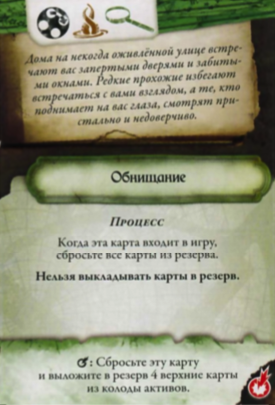 Дома на некогда оживлённой улице встре-
чают вас запертыми дверями и забиты-
ми окнами. Редкие прохожие избегают
встречаться с вами взглядом, а те, кто
поднимает на вас глаза, смотрят при-
стально и недоверчиво.
Обнищание
Процесс
Когда эта карта входит в игру,
сбросьте все карты из резерва.
Нельзя выкладывать карты в резерв.
: Сбросьте эту карту
и выложите в резерв 4 верхние карты
из колоды активов.